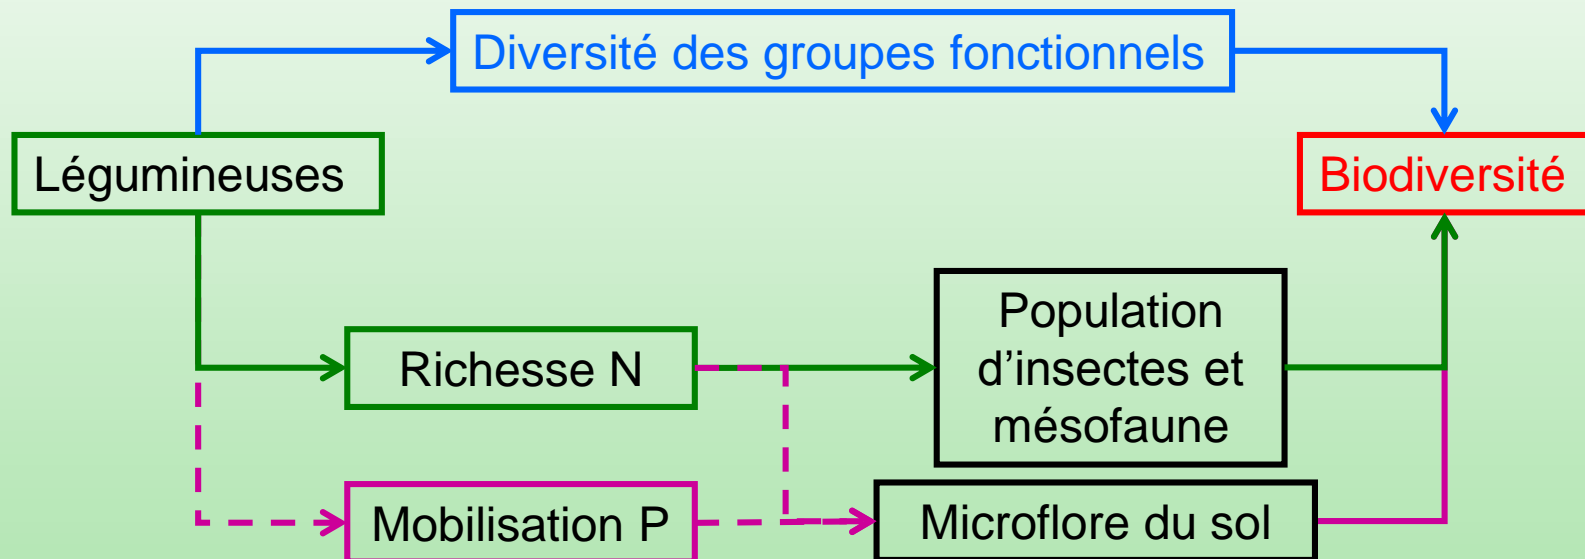 Diversité des groupes fonctionnels
Légumineuses
Biodiversité
Richesse N
Population
d’insectes et
mésofaune
Mobilisation P
Microflore du sol